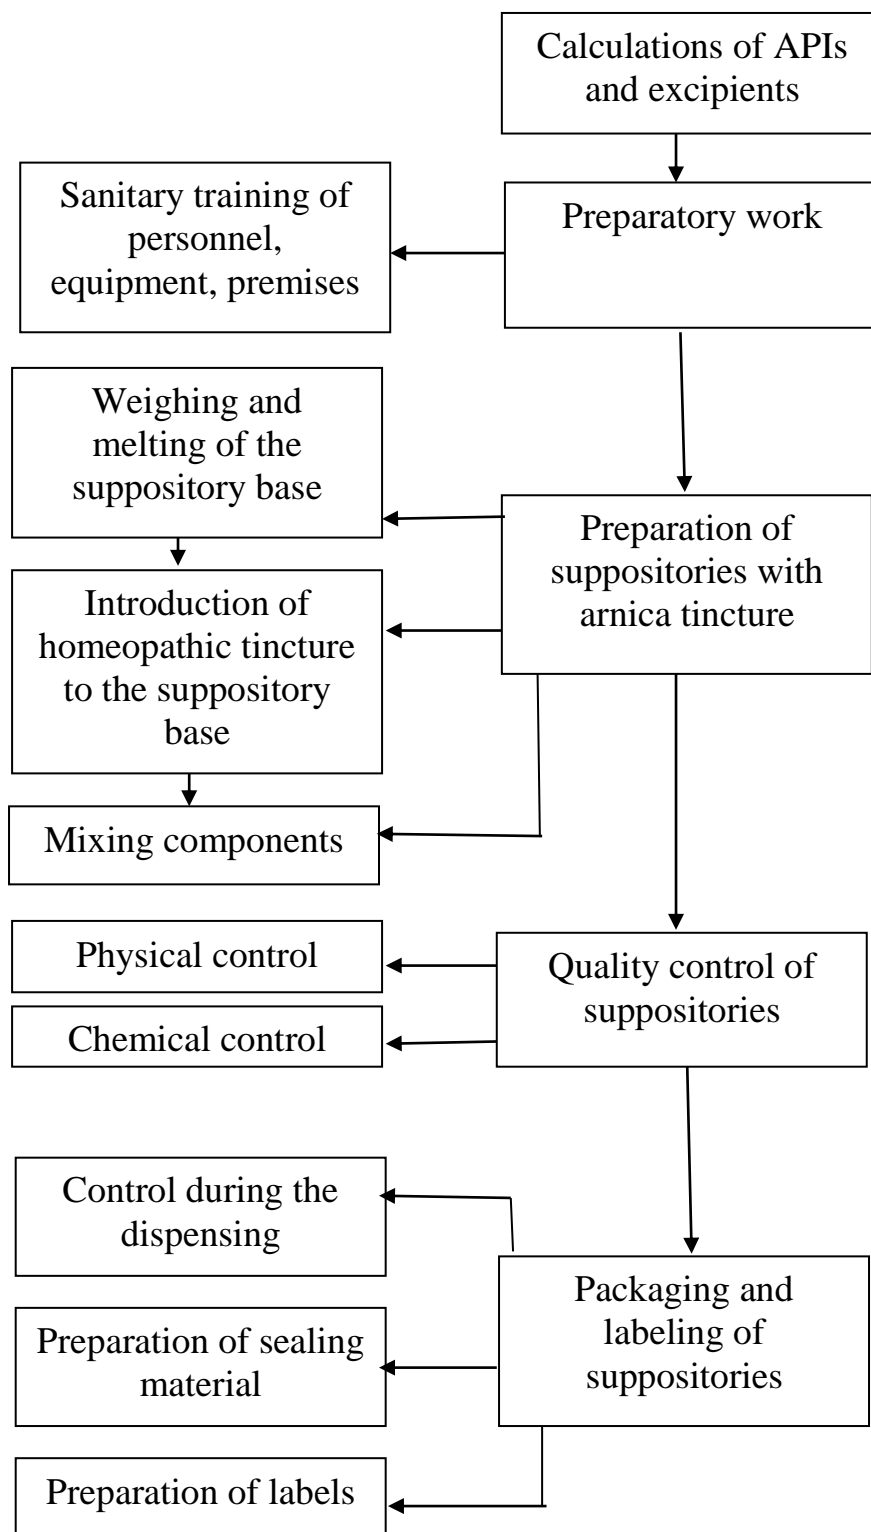 Calculations of APIs
and excipients
Sanitary training of
personnel,
equipment, premises
Preparatory work
Weighing and
melting of the
suppository base
Preparation of
suppositories with
arnica tincture
Introduction of
homeopathic tincture
to the suppository
base
Mixing components
Physical control
Quality control of
suppositories
Chemical control
Control during the
dispensing
Packaging and
labeling of
suppositories
Preparation of sealing
material
Preparation of labels